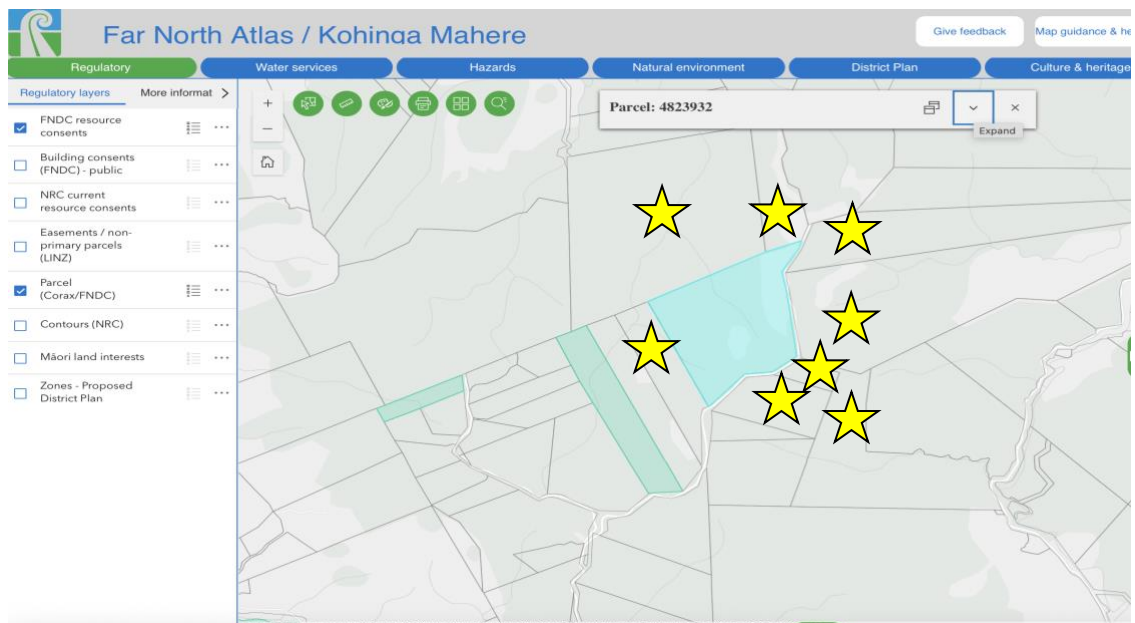 Far North Atlas / Kohinga Mahere
Give feedback
Map guidance & he
Regulatory
Water services
Hazards
Natural environment
District Plan
Culture & heritage
Regulatory layers
More informat
FNDC resource
consents
Building consents
(FNDC) - public
NRC current
resource consents
Easements / non-
primary parcels
(LINZ)
Parcel
(Corax/FNDC)
Contours (NRC)
Māori land interests
Zones - Proposed
District Plan
Parcel: 4823932
Expand